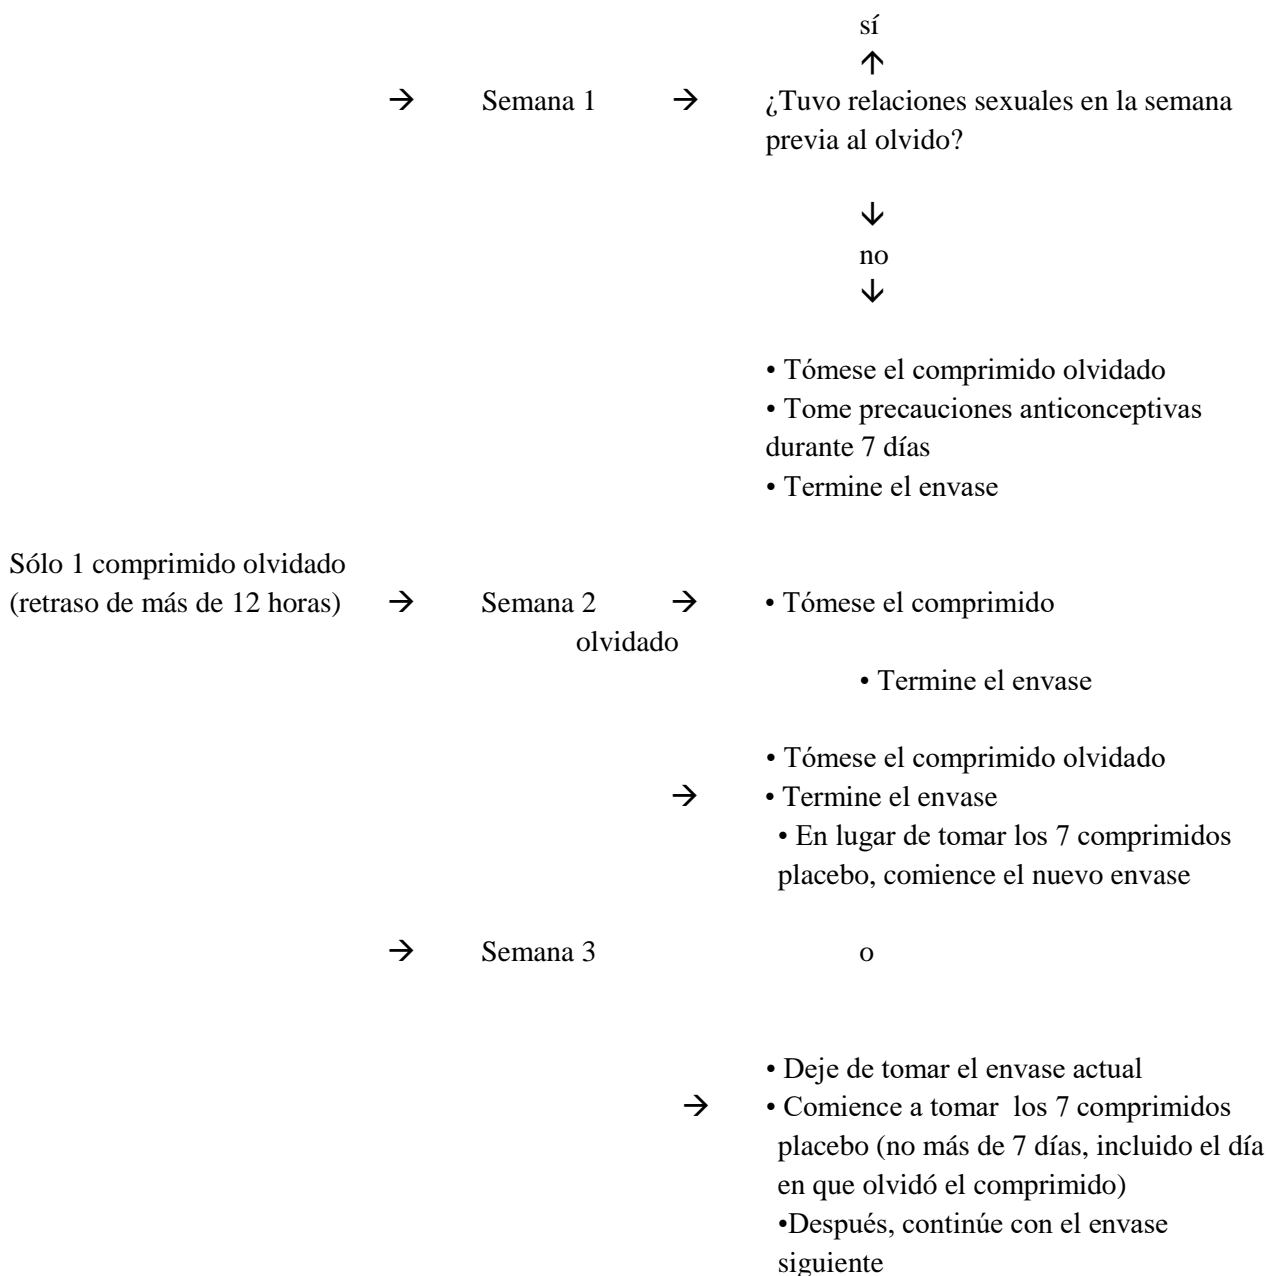 sí
↑
→ Semana 1 → ¿Tuvo relaciones sexuales en la semana
previa al olvido?
↓
no
↓
• Tómese el comprimido olvidado
• Tome precauciones anticonceptivas
durante 7 días
• Termine el envase
Sólo 1 comprimido olvidado
(retraso de más de 12 horas) → Semana 2 → • Tómese el comprimido
olvidado
• Termine el envase
• Tómese el comprimido olvidado
→ • Termine el envase
• En lugar de tomar los 7 comprimidos
placebo, comience el nuevo envase
→ Semana 3 o
• Deje de tomar el envase actual
→ • Comience a tomar los 7 comprimidos
placebo (no más de 7 días, incluido el día
en que olvidó el comprimido)
•Después, continúe con el envase
siguiente